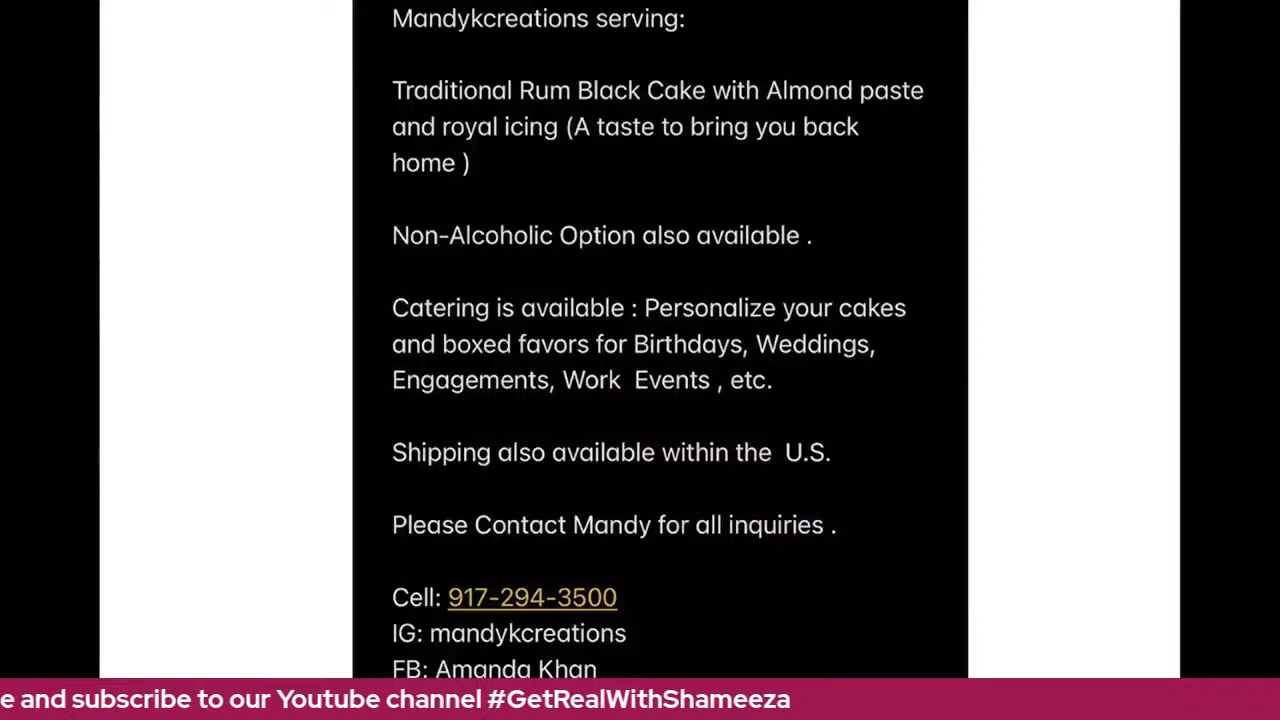 Mandykcreations serving:
Traditional Rum Black Cake with Almond paste
and royal icing (A taste to bring you back
home )
Non-Alcoholic Option also available .
Catering is available : Personalize your cakes
and boxed favors for Birthdays, Weddings,
Engagements, Work  Events , etc.
Shipping also available within the  U.S.
Please Contact Mandy for all inquiries .
Cell: 917-294-3500
IG: mandykcreations
FB: Amanda Khan
e and subscribe to our Youtube channel #GetRealWithShameeza